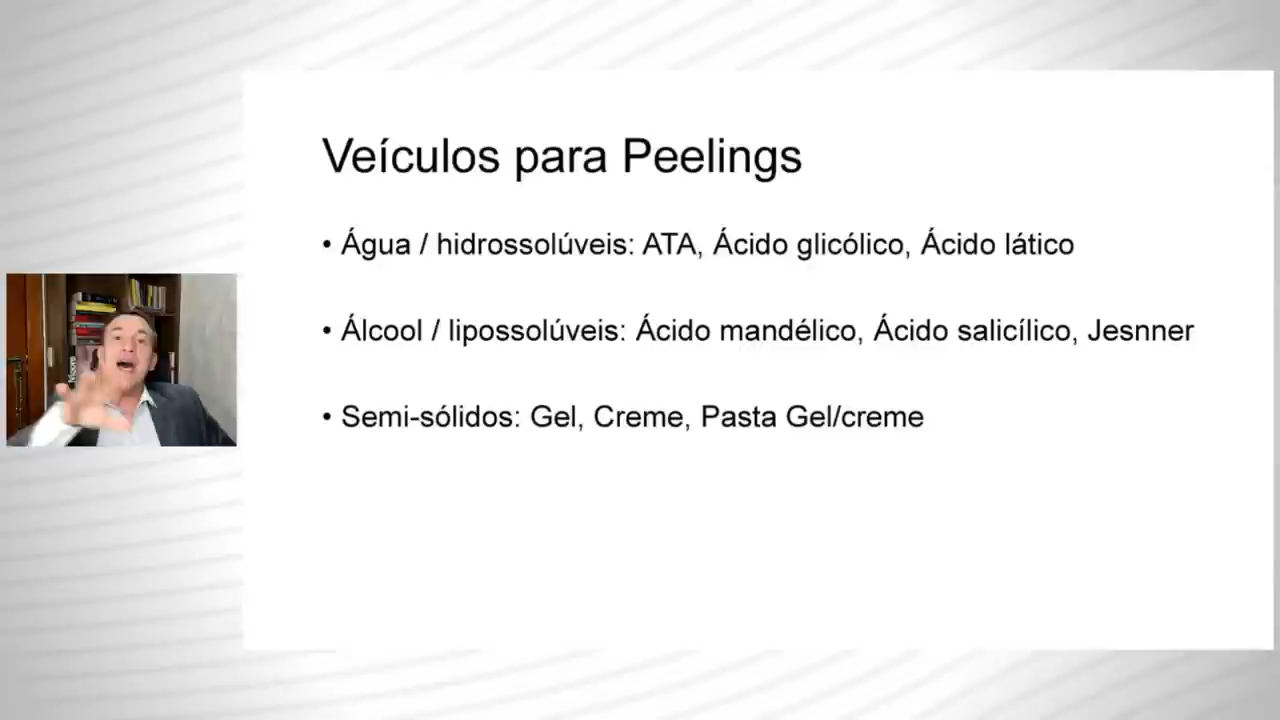 Veículos para Peelings
• Água / hidrossolúveis: ATA, Ácido glicólico, Ácido lático
• Álcool / lipossolúveis: Ácido mandélico, Ácido salicílico, Jesnner
• Semi-sólidos: Gel, Creme, Pasta Gel/creme